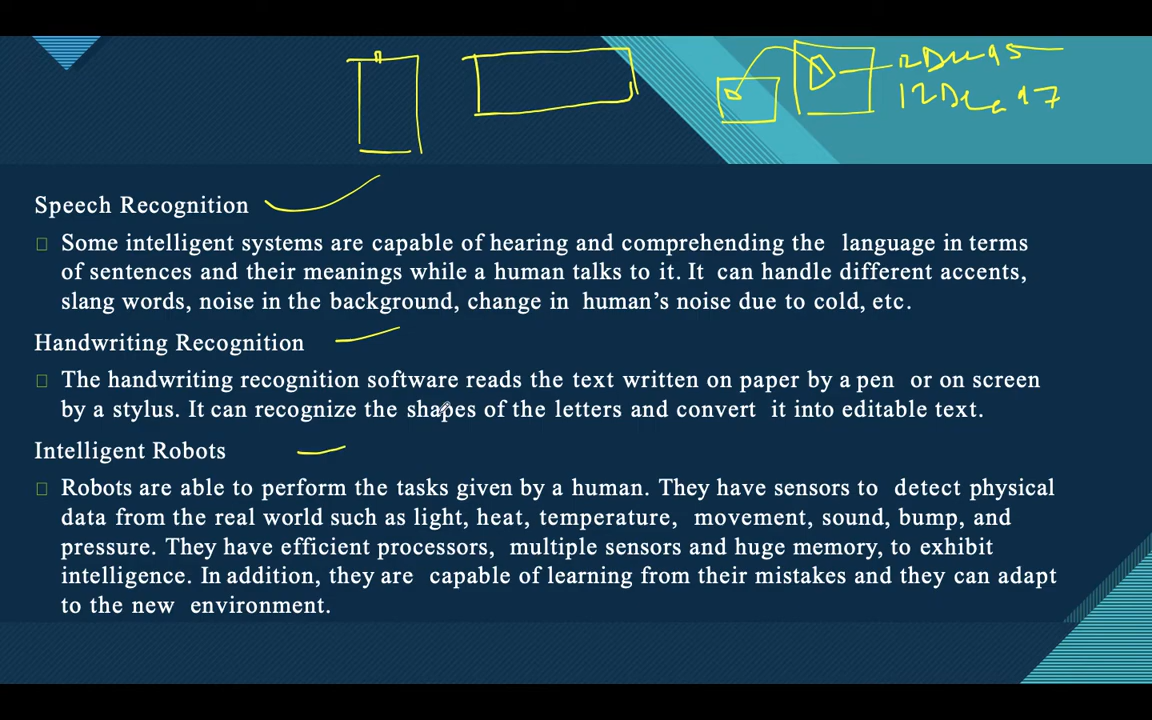 12 Dec 95
12 Dec 97
Speech Recognition
Some intelligent systems are capable of hearing and comprehending the language in terms
of sentences and their meanings while a human talks to it. It can handle different accents,
slang words, noise in the background, change in human’s noise due to cold, etc.
Handwriting Recognition
The handwriting recognition software reads the text written on paper by a pen or on screen
by a stylus. It can recognize the shapes of the letters and convert it into editable text.
Intelligent Robots
Robots are able to perform the tasks given by a human. They have sensors to detect physical
data from the real world such as light, heat, temperature, movement, sound, bump, and
pressure. They have efficient processors, multiple sensors and huge memory, to exhibit
intelligence. In addition, they are capable of learning from their mistakes and they can adapt
to the new environment.